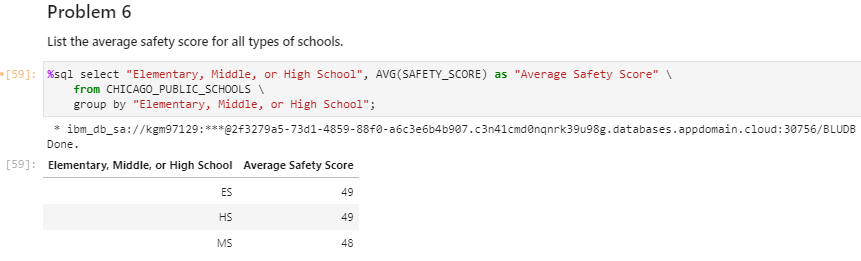 Problem 6
List the average safety score for all types of schools.
*[59]: %sql select "Elementary, Middle, or High School", AVG(SAFETY_SCORE) as "Average Safety Score" \
from CHICAGO_PUBLIC_SCHOOLS \
group by "Elementary, Middle, or High School";
* ibm_db_sa://kgm97129:***@2f3279a5-73d1-4859-88f0-a6c3e6b4b907.c3n41cmd0nqnrk39u98g.databases.appdomain.cloud:30756/BLUDB
Done.
[59]: Elementary, Middle, or High School Average Safety Score
ES 49
HS 49
MS 48